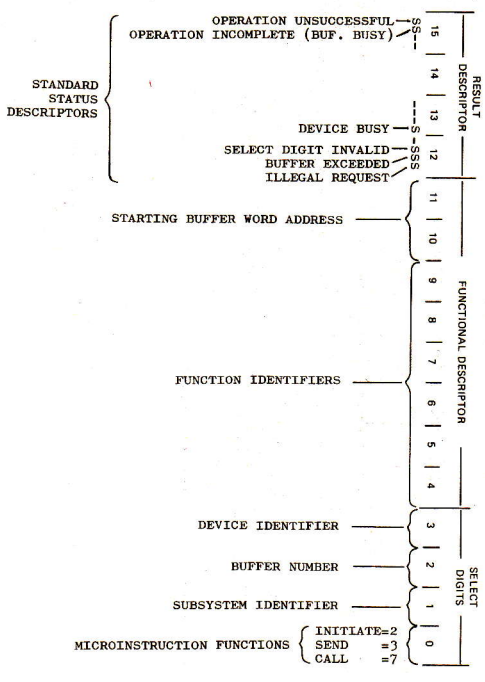 OPERATION UNSUCCESSFUL
OPERATION INCOMPLETE (BUF. BUSY)
STANDARD
STATUS
DESCRIPTORS
DEVICE BUSY
SELECT DIGIT INVALID
BUFFER EXCEEDED
ILLEGAL REQUEST
STARTING BUFFER WORD ADDRESS
FUNCTION IDENTIFIERS
DEVICE IDENTIFIER
BUFFER NUMBER
SUBSYSTEM IDENTIFIER
MICROINSTRUCTION FUNCTIONS
INITIATE=2
SEND =3
CALL =7
S
SS--
---S
-SSS
15
14
13
12
11
10
9
8
7
6
5
4
3
2
1
0
RESULT
DESCRIPTOR
FUNCTIONAL DESCRIPTOR
SELECT
DIGITS